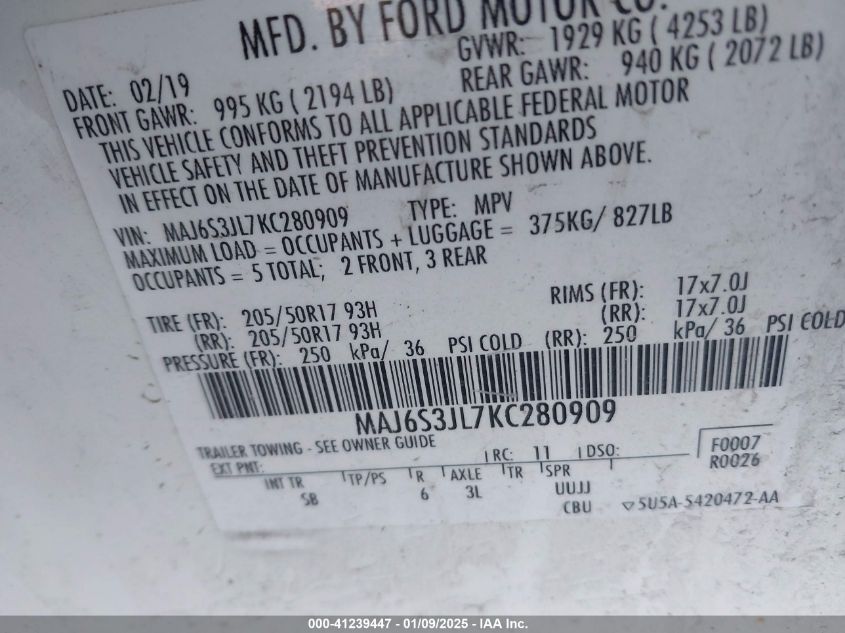 MFD. BY FORD MOTOR CO.
DATE: 02/19 GVWR: 1929 KG ( 4253 LB)
FRONT GAWR: 995 KG ( 2194 LB) REAR GAWR: 940 KG ( 2072 LB)
THIS VEHICLE CONFORMS TO ALL APPLICABLE FEDERAL MOTOR
VEHICLE SAFETY AND THEFT PREVENTION STANDARDS
IN EFFECT ON THE DATE OF MANUFACTURE SHOWN ABOVE.
VIN: MAJ6S3JL7KC280909 TYPE: MPV
MAXIMUM LOAD = OCCUPANTS + LUGGAGE = 375KG/ 827LB
OCCUPANTS = 5 TOTAL; 2 FRONT, 3 REAR
TIRE (FR): 205/50R17 93H RIMS (FR): 17x7.0J
(RR): 205/50R17 93H (RR): 17x7.0J
PRESSURE (FR): 250 kPa/ 36 PSI COLD (RR): 250 kPa/ 36 PSI COLD
MAJ6S3JL7KC280909
TRAILER TOWING - SEE OWNER GUIDE
EXT PNT: RC: 11 DSO: F0007
INT TR TP/PS R AXLE TR SPR R0026
SB 6 3L UUJJ
CBU ▽5U5A-5420472-AA
000-41239447 - 01/09/2025 - IAA Inc.